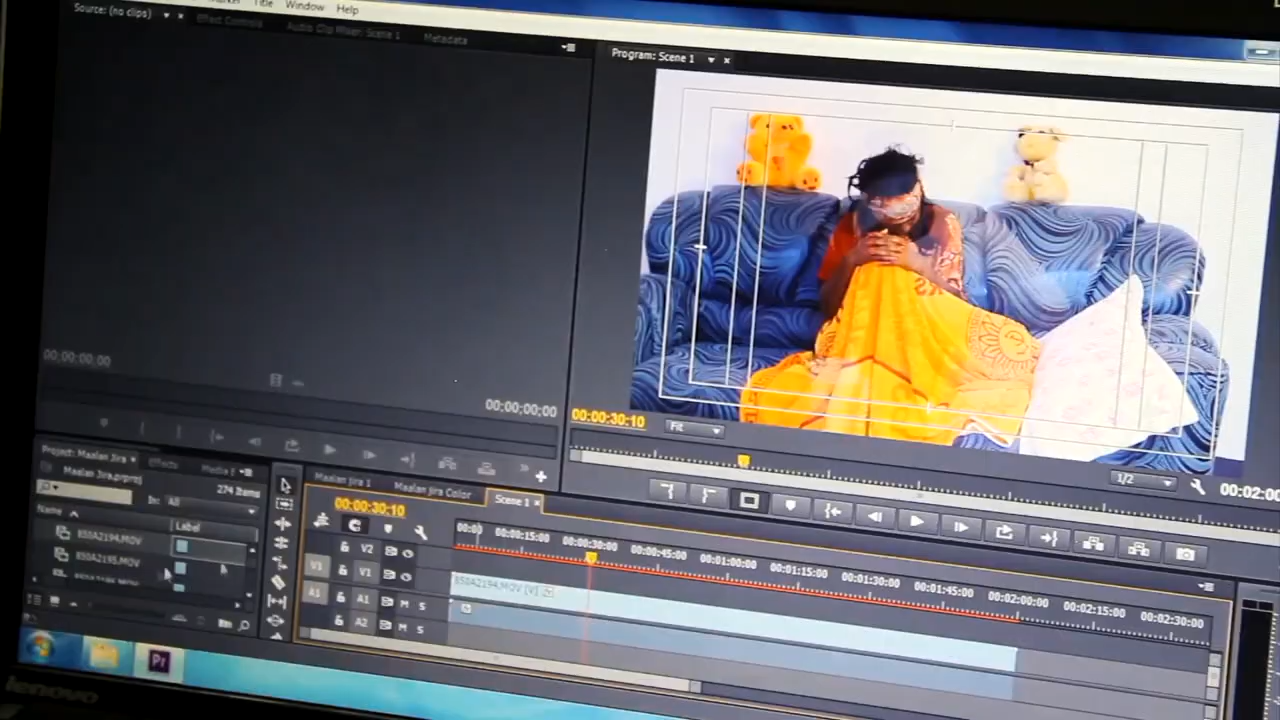 Title Window Help
Source: (no clips) Effect Controls Audio Clip Mixer: Scene 1 Metadata
Program: Scene 1
00:00:00:00
00:00:00:00
00:00:30:10 Fit 1/2 00:02:00
Project: Maalan Jira Effects Media
Maalan Jira.prproj
274 Items
In: All
Name Label
850A2194.MOV
850A2195.MOV
Maalan Jira 1 Maalan Jira Color Scene 1
00:00:30:10
00:00 00:00:15:00 00:00:30:00 00:00:45:00 00:01:00:00 00:01:15:00 00:01:30:00 00:01:45:00 00:02:00:00 00:02:15:00 00:02:30:00
V2
V1 V1 850A2194.MOV [V]
A1 A1 M S
A2 M S
Pr
lenovo